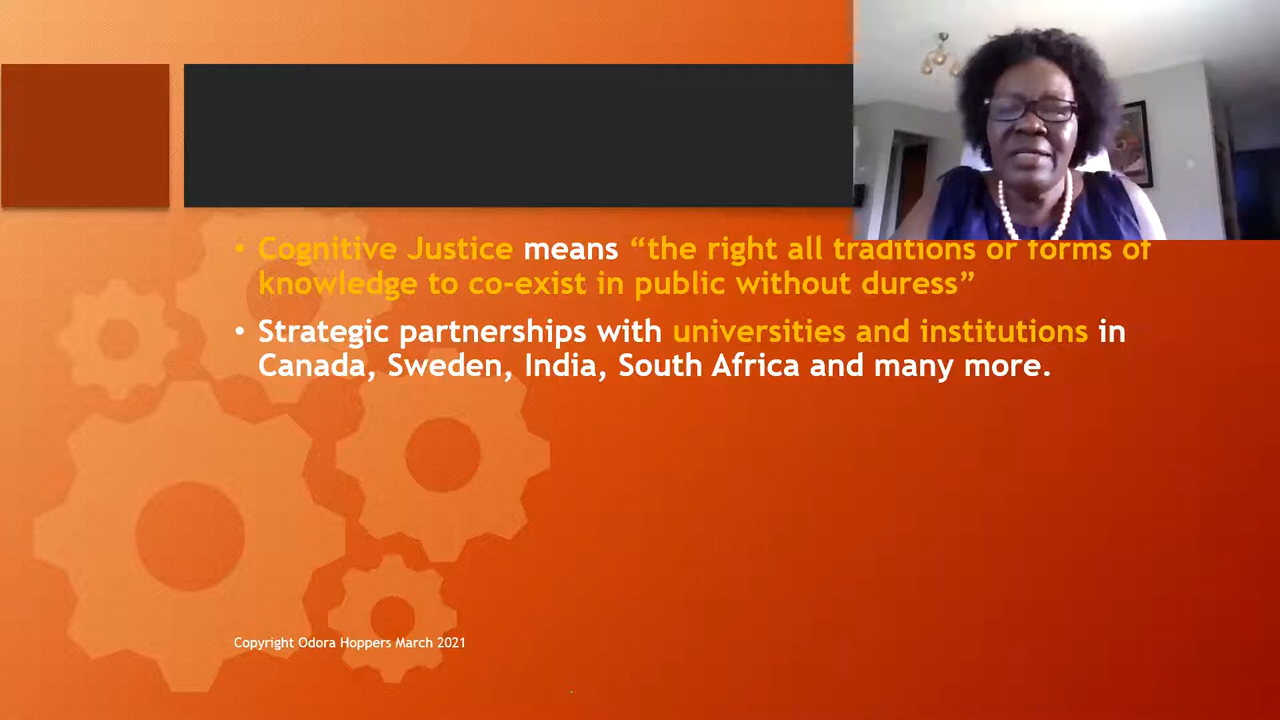 • Cognitive Justice means “the right all traditions or forms of
knowledge to co-exist in public without duress”
• Strategic partnerships with universities and institutions in
Canada, Sweden, India, South Africa and many more.
Copyright Odora Hoppers March 2021